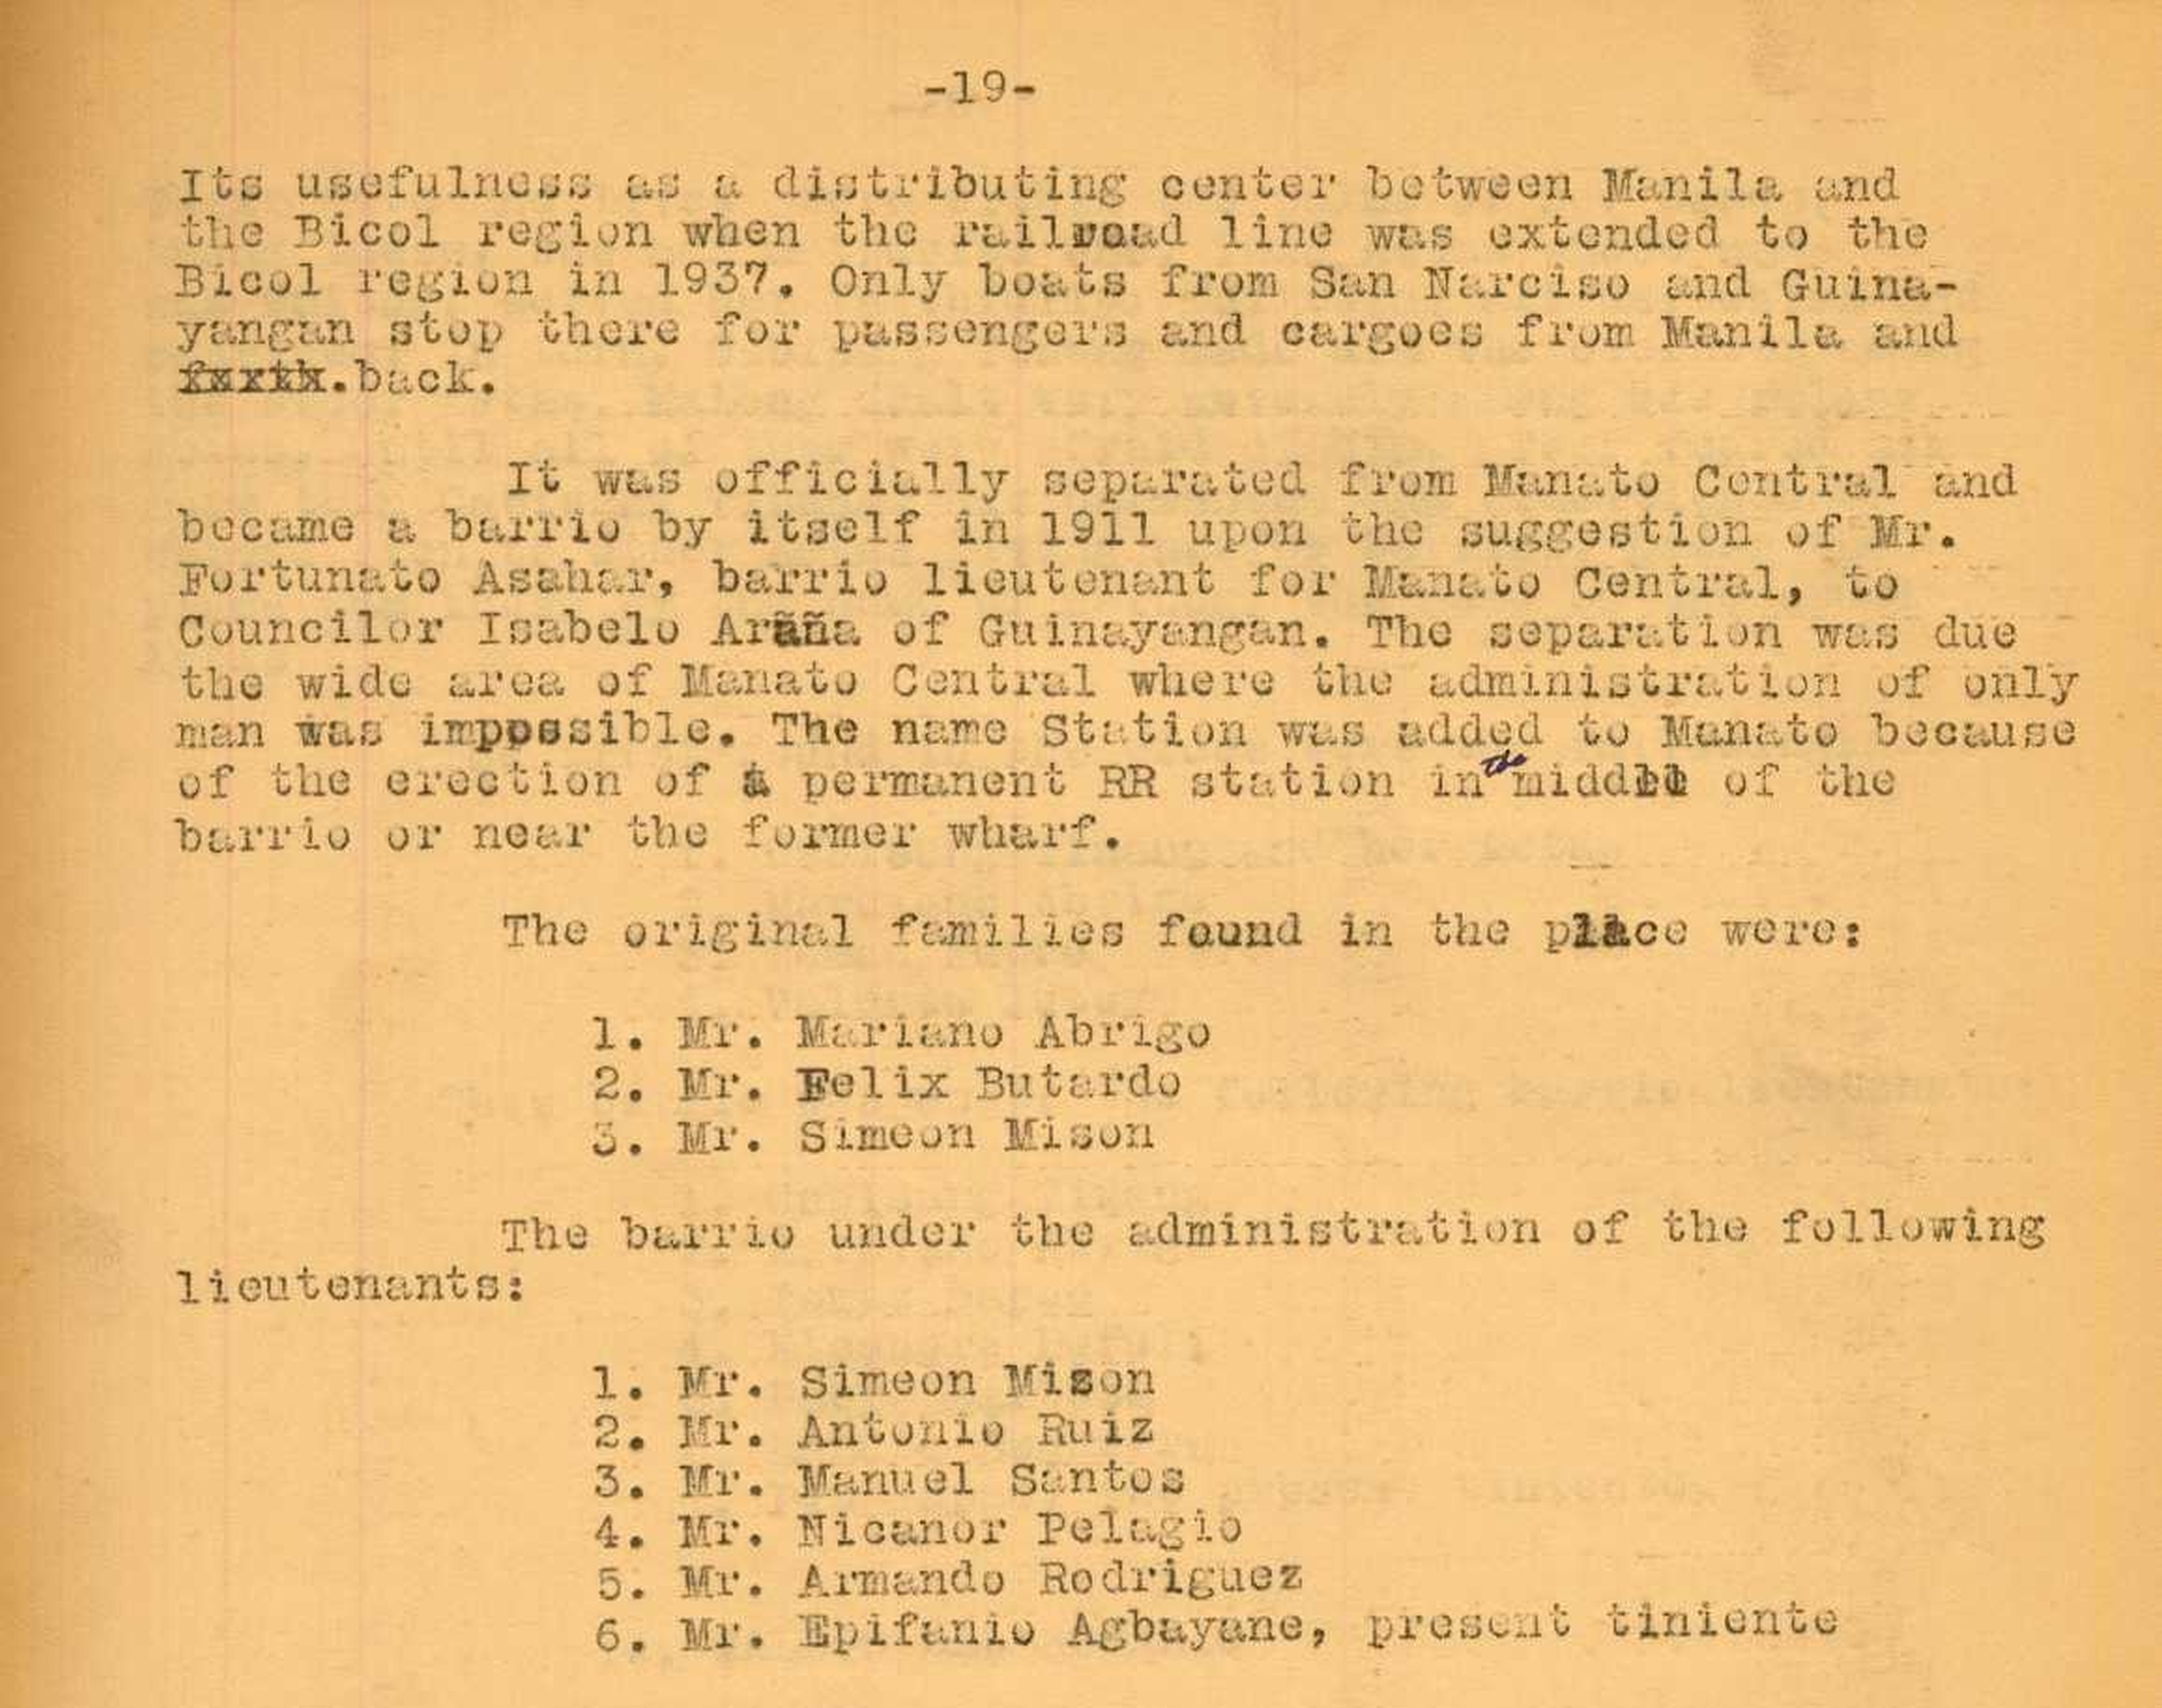 -19-
Its usefulness as a distributing center between Manila and
the Bicol region when the railroad line was extended to the
Bicol region in 1937. Only boats from San Narciso and Guina-
yangan stop there for passengers and cargoes from Manila and
back.
It was officially separated from Manato Central and
became a barrio by itself in 1911 upon the suggestion of Mr.
Fortunato Asahar, barrio lieutenant for Manato Central, to
Councilor Isabelo Araña of Guinayangan. The separation was due
the wide area of Manato Central where the administration of only
man was impossible. The name Station was added to Manato because
of the erection of a permanent RR station in the middle of the
barrio or near the former wharf.
The original families found in the place were:
1. Mr. Mariano Abrigo
2. Mr. Felix Butardo
3. Mr. Simeon Mison
The barrio under the administration of the following
lieutenants:
1. Mr. Simeon Mison
2. Mr. Antonio Ruiz
3. Mr. Manuel Santos
4. Mr. Nicanor Pelagio
5. Mr. Armando Rodriguez
6. Mr. Epifanio Agbayane, present tiniente